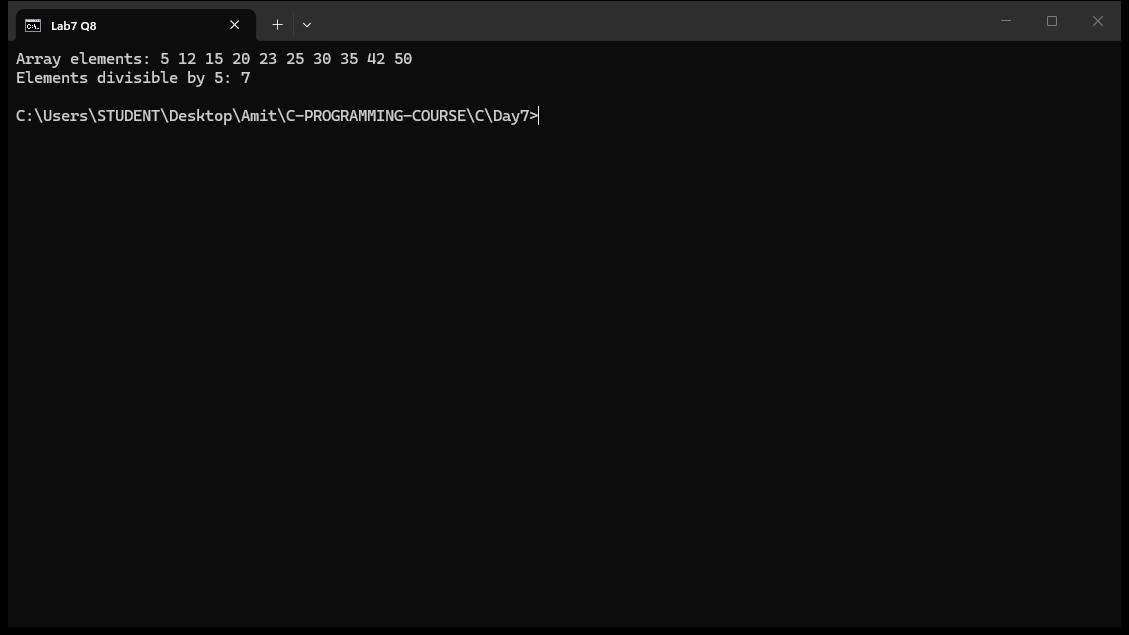 Lab7 Q8
Array elements: 5 12 15 20 23 25 30 35 42 50
Elements divisible by 5: 7
C:\Users\STUDENT\Desktop\Amit\C-PROGRAMMING-COURSE\C\Day7>